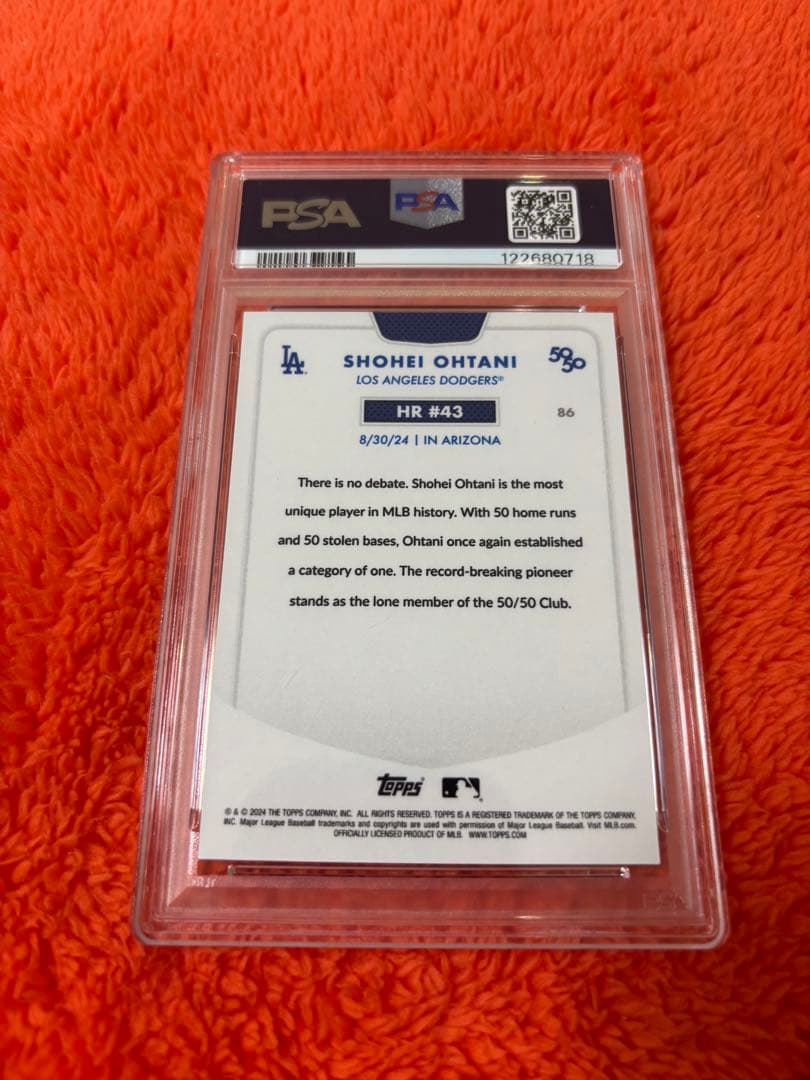 PSA PSA
122680718
LA SHOHEI OHTANI 50/50
LOS ANGELES DODGERS®
HR #43 86
8/30/24 | IN ARIZONA
There is no debate. Shohei Ohtani is the most
unique player in MLB history. With 50 home runs
and 50 stolen bases, Ohtani once again established
a category of one. The record-breaking pioneer
stands as the lone member of the 50/50 Club.
Topps
® & © 2024 THE TOPPS COMPANY, INC. ALL RIGHTS RESERVED. TOPPS IS A REGISTERED TRADEMARK OF THE TOPPS COMPANY,
INC. Major League Baseball trademarks and copyrights are used with permission of Major League Baseball. Visit MLB.com.
OFFICIALLY LICENSED PRODUCT OF MLB. WWW.TOPPS.COM